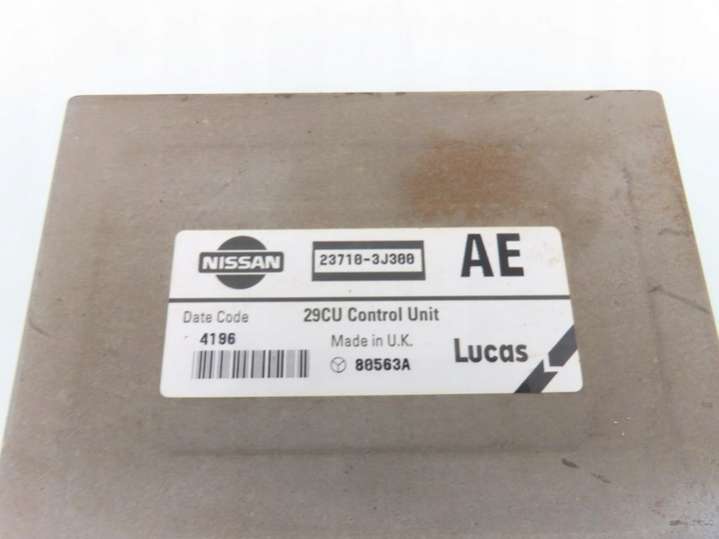 NISSAN 23710-3J300 AE
Date Code 29CU Control Unit
4196 Made in U.K. Lucas
80563A